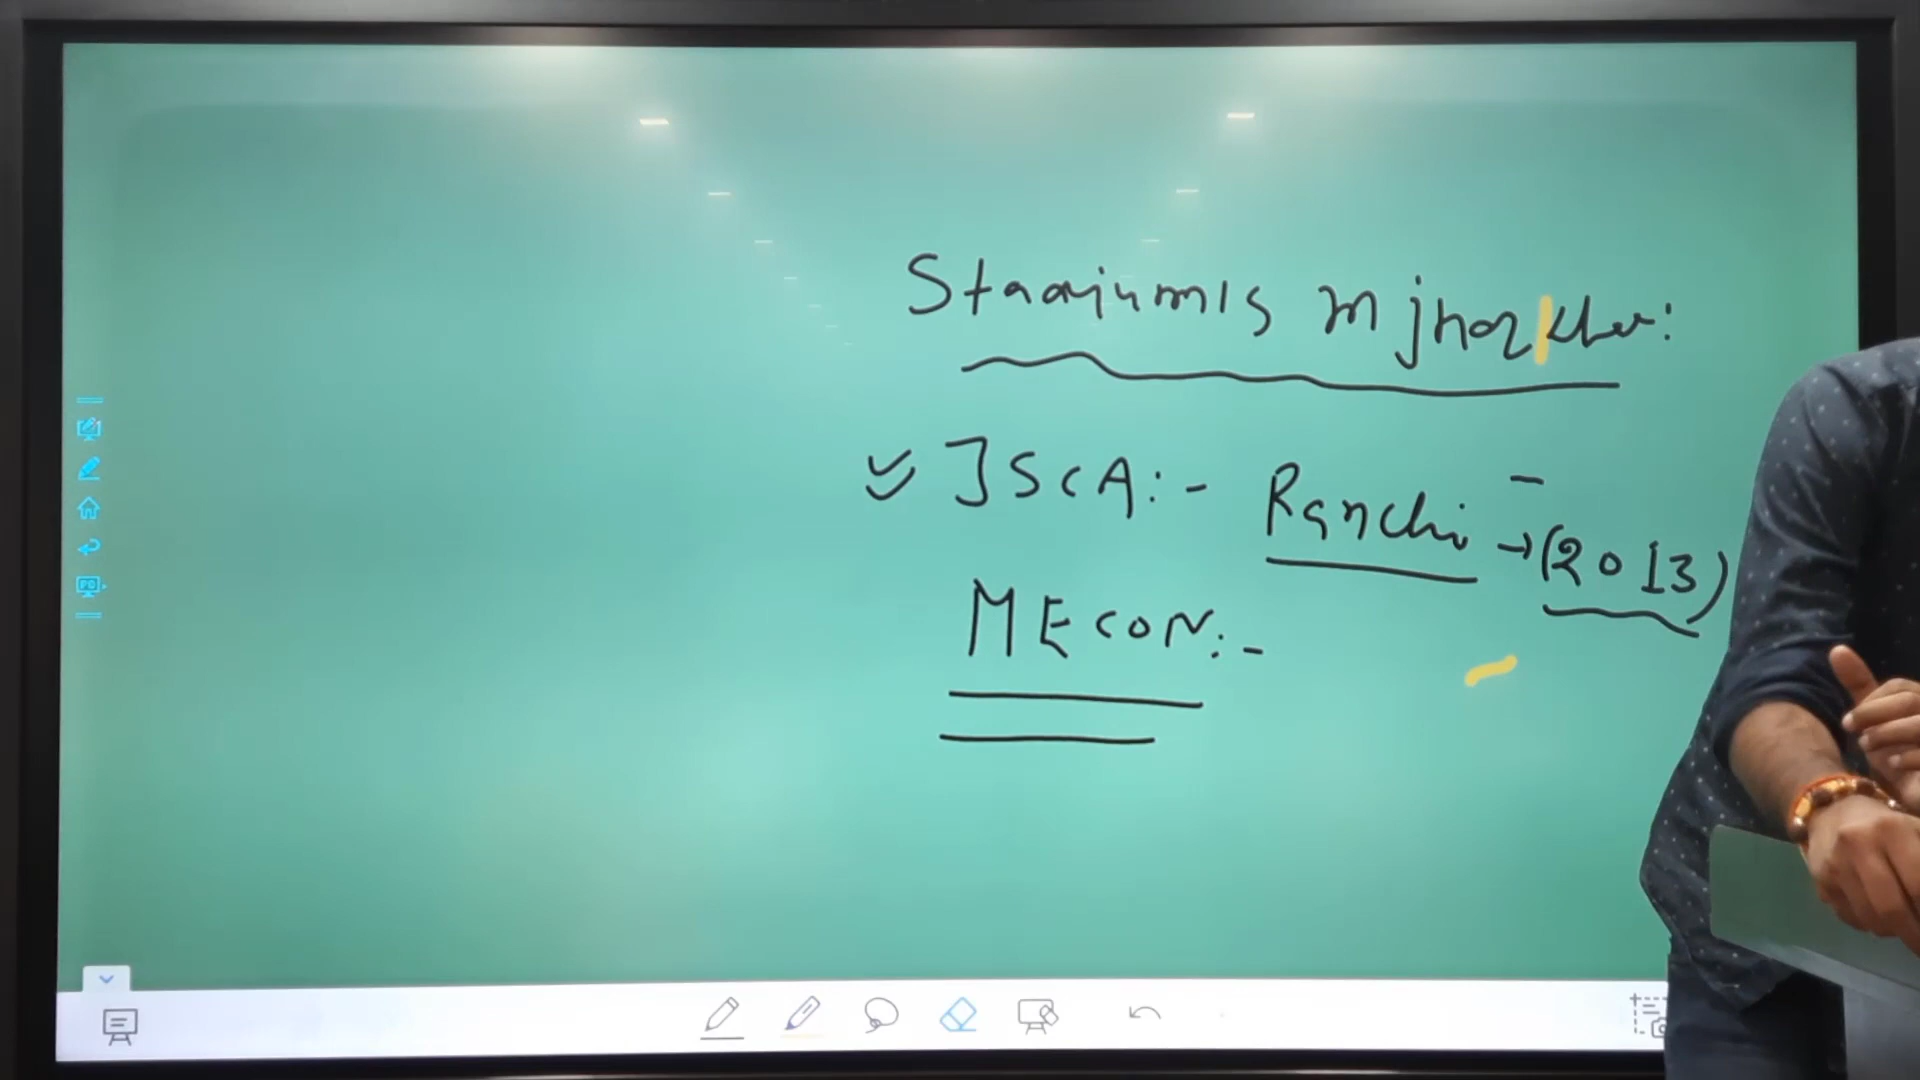 Stadiums in jharkhand:
JSCA:- Ranchi → (2013)
MECON:-